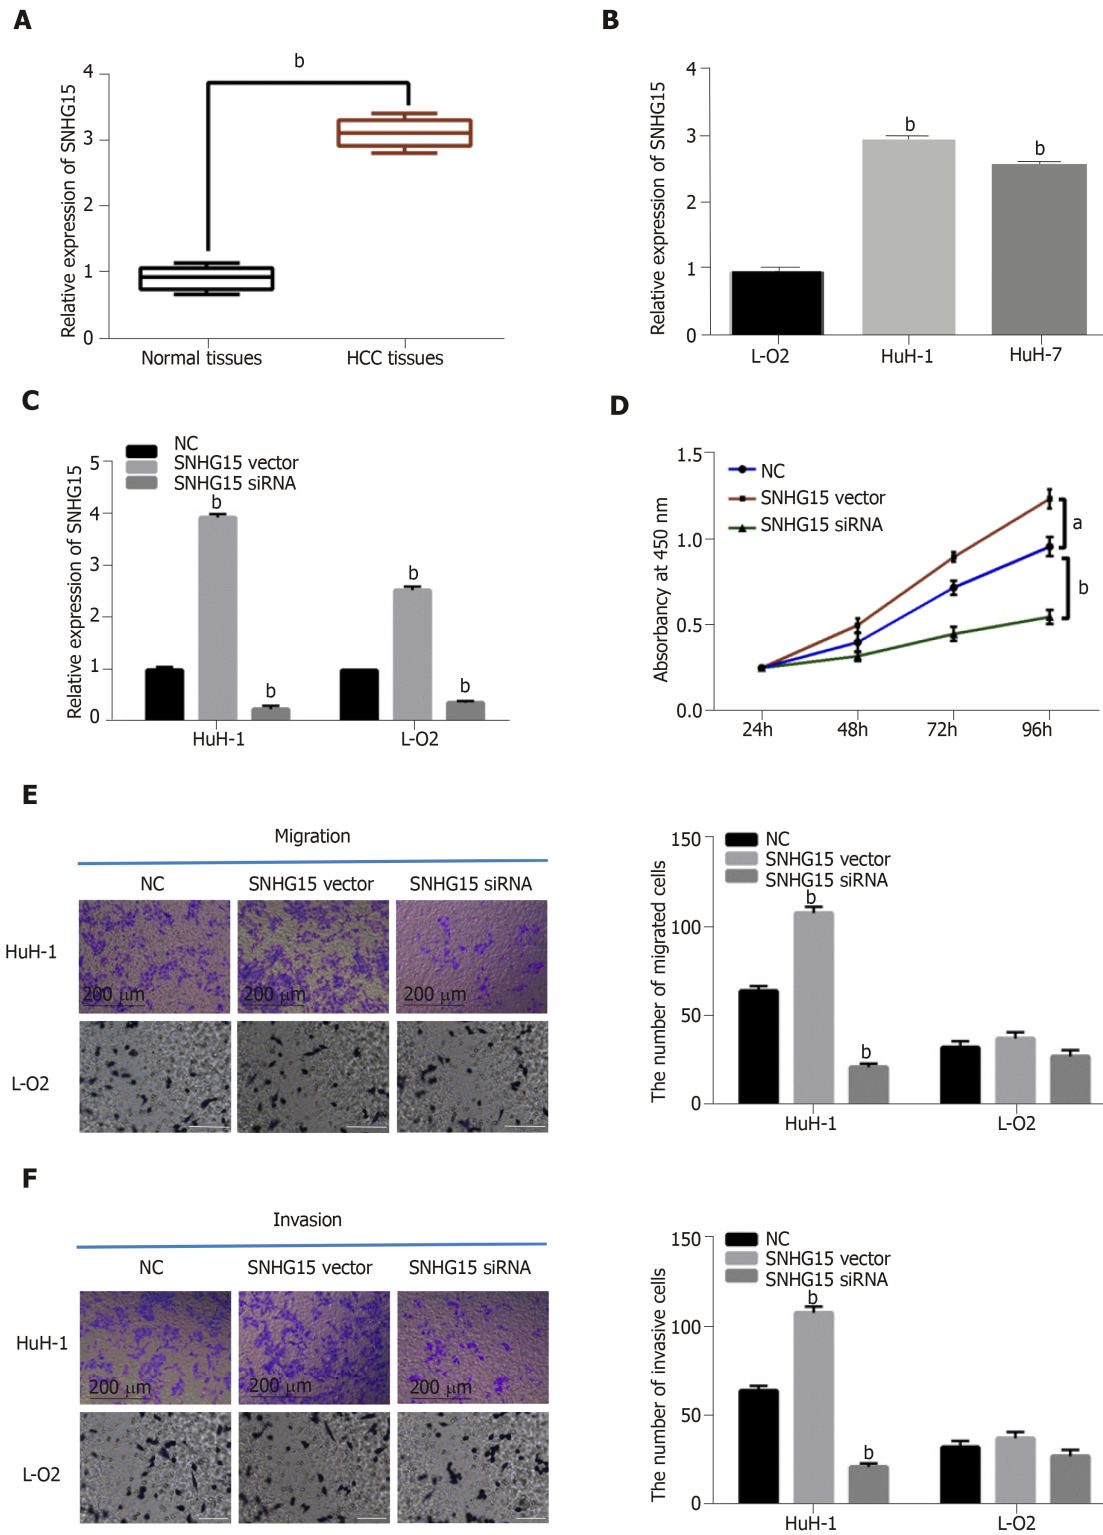 A
b
Relative expression of SNHG15
4
3
2
1
0
Normal tissues
HCC tissues
B
Relative expression of SNHG15
4
3
2
1
0
b
b
L-O2
HuH-1
HuH-7
C
NC
SNHG15 vector
SNHG15 siRNA
Relative expression of SNHG15
5
4
3
2
1
0
b
b
b
b
HuH-1
L-O2
D
Absorbancy at 450 nm
1.5
1.0
0.5
0.0
NC
SNHG15 vector
SNHG15 siRNA
a
b
24h
48h
72h
96h
E
Migration
NC
SNHG15 vector
SNHG15 siRNA
HuH-1
200 μm
200 μm
200 μm
L-O2
The number of migrated cells
150
100
50
0
NC
SNHG15 vector
SNHG15 siRNA
b
b
HuH-1
L-O2
F
Invasion
NC
SNHG15 vector
SNHG15 siRNA
HuH-1
200 μm
200 μm
200 μm
L-O2
The number of invasive cells
150
100
50
0
NC
SNHG15 vector
SNHG15 siRNA
b
b
HuH-1
L-O2